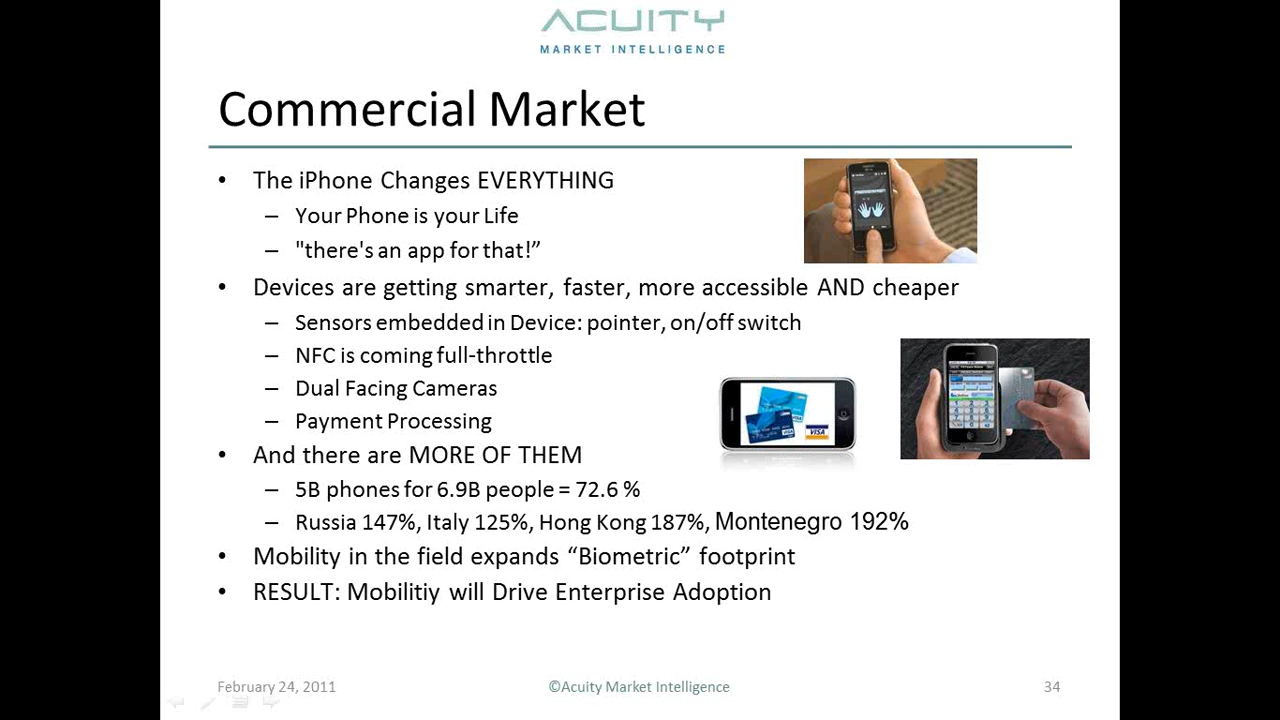 ACUITY
MARKET INTELLIGENCE
Commercial Market
• The iPhone Changes EVERYTHING
– Your Phone is your Life
– "there's an app for that!”
• Devices are getting smarter, faster, more accessible AND cheaper
– Sensors embedded in Device: pointer, on/off switch
– NFC is coming full-throttle
– Dual Facing Cameras
– Payment Processing
VISA
VISA
VISA
• And there are MORE OF THEM
– 5B phones for 6.9B people = 72.6 %
– Russia 147%, Italy 125%, Hong Kong 187%, Montenegro 192%
• Mobility in the field expands “Biometric” footprint
• RESULT: Mobilitiy will Drive Enterprise Adoption
February 24, 2011
©Acuity Market Intelligence
34